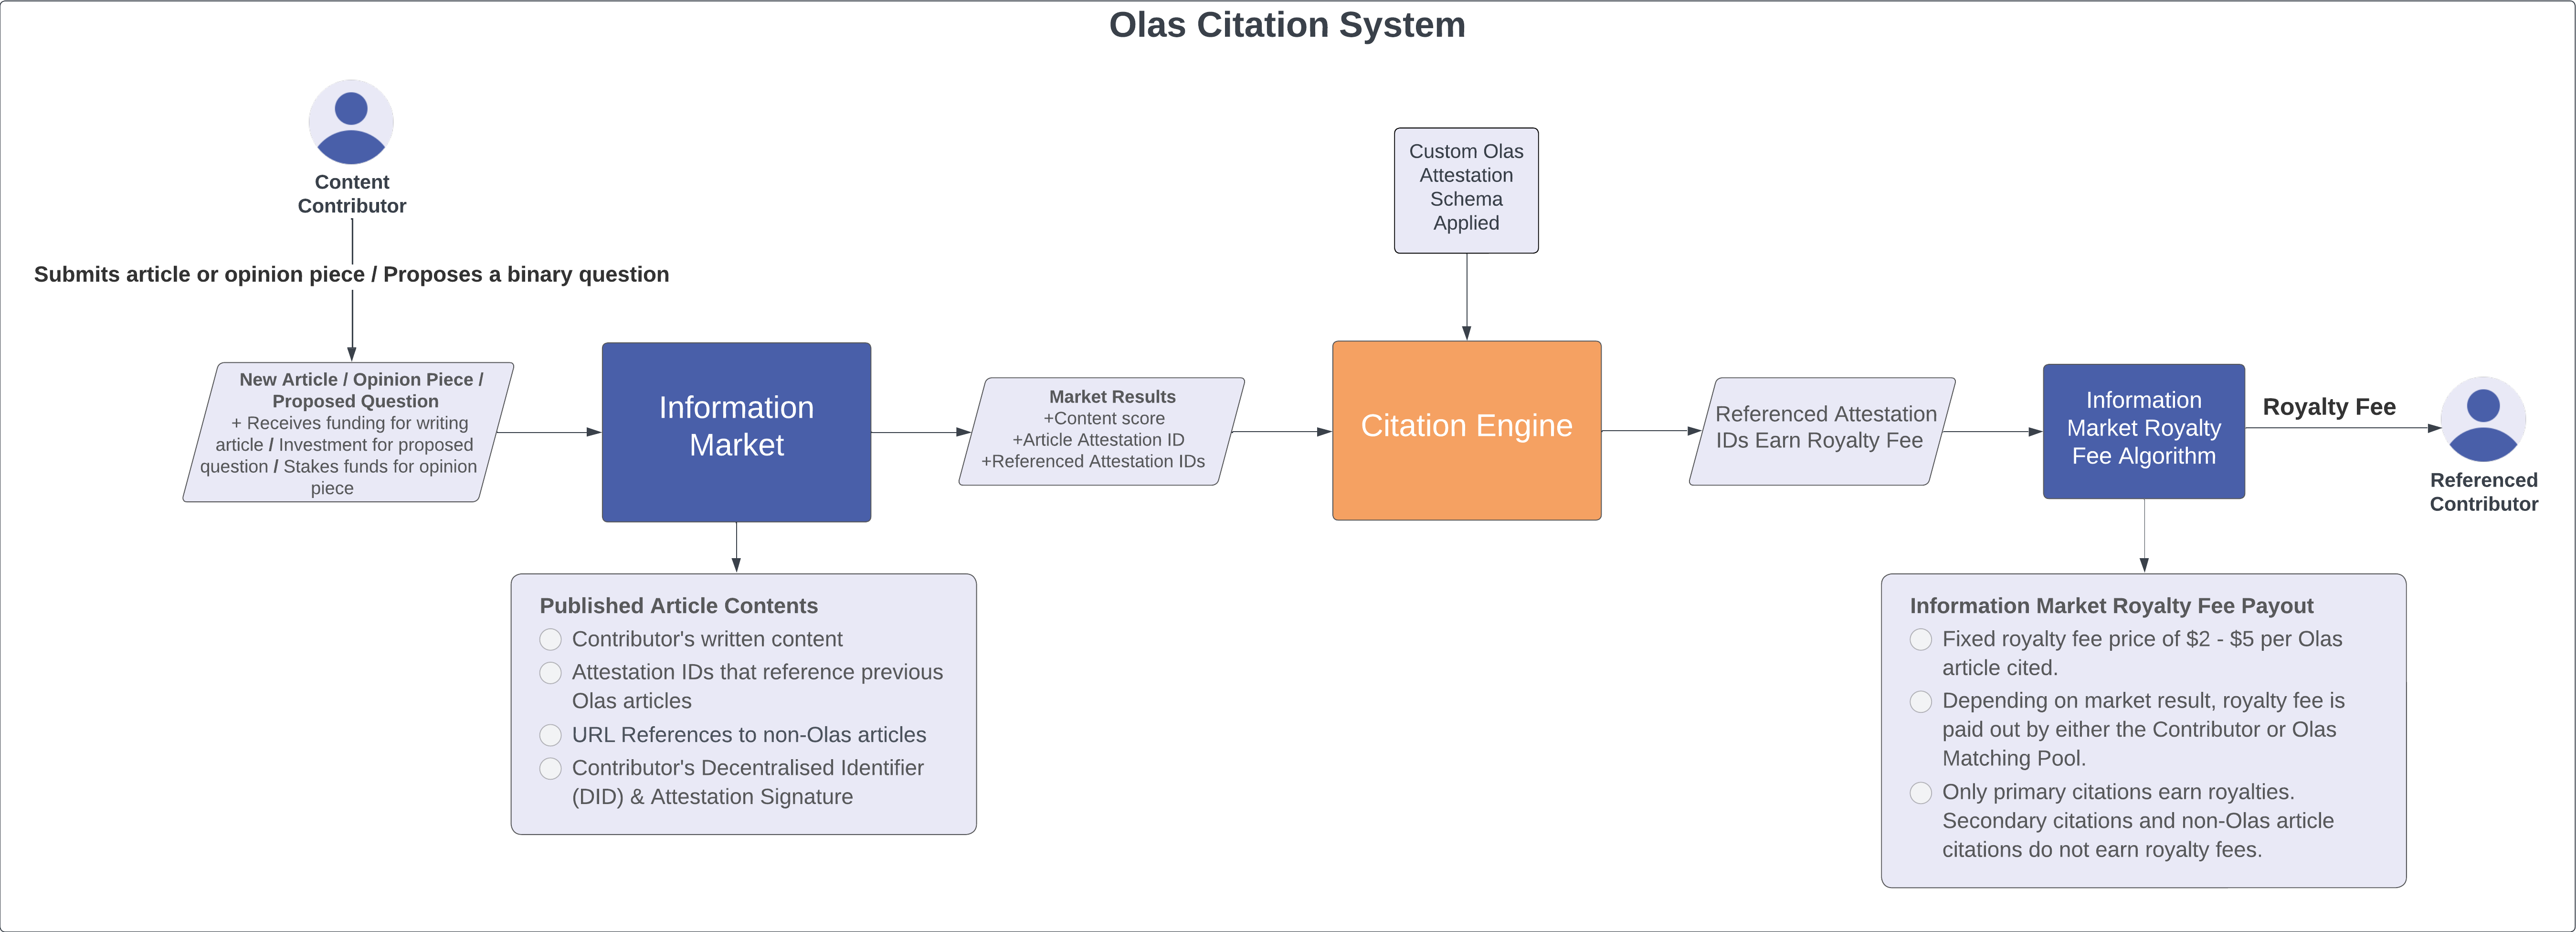 Olas Citation System
Content
Contributor
Submits article or opinion piece / Proposes a binary question
New Article / Opinion Piece /
Proposed Question
+ Receives funding for writing
article / Investment for proposed
question / Stakes funds for opinion
piece
Information
Market
Published Article Contents
Contributor's written content
Attestation IDs that reference previous
Olas articles
URL References to non-Olas articles
Contributor's Decentralised Identifier
(DID) & Attestation Signature
Market Results
+Content score
+Article Attestation ID
+Referenced Attestation IDs
Custom Olas
Attestation
Schema
Applied
Citation Engine
Referenced Attestation
IDs Earn Royalty Fee
Information
Market Royalty
Fee Algorithm
Royalty Fee
Referenced
Contributor
Information Market Royalty Fee Payout
Fixed royalty fee price of $2 - $5 per Olas
article cited.
Depending on market result, royalty fee is
paid out by either the Contributor or Olas
Matching Pool.
Only primary citations earn royalties.
Secondary citations and non-Olas article
citations do not earn royalty fees.